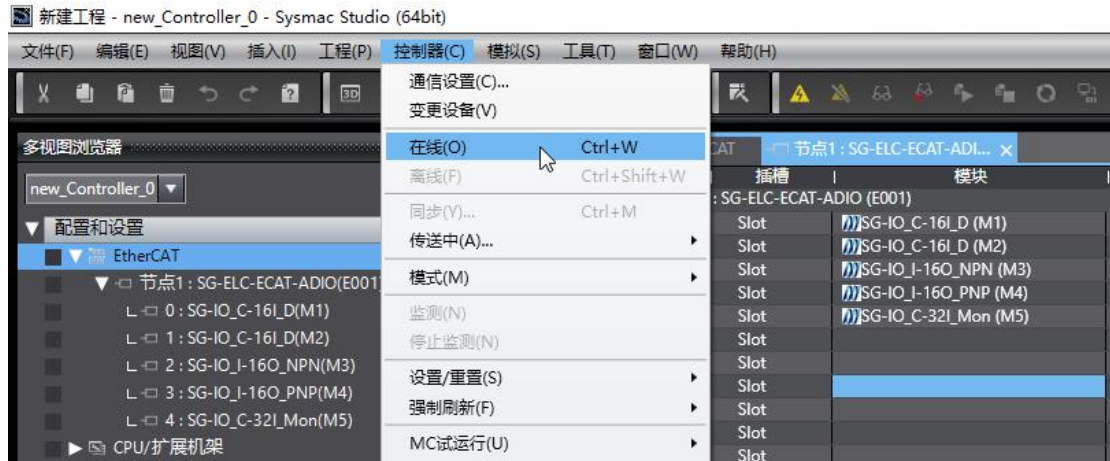 新建工程 - new_Controller_0 - Sysmac Studio (64bit)
文件(F) 编辑(E) 视图(V) 插入(I) 工程(P) 控制器(C) 模拟(S) 工具(T) 窗口(W) 帮助(H)
3D
通信设置(C)...
变更设备(V)
在线(O) Ctrl+W
离线(F) Ctrl+Shift+W
同步(Y)... Ctrl+M
传送中(A)...
模式(M)
监测(N)
停止监测(N)
设置/重置(S)
强制刷新(F)
MC试运行(U)
多视图浏览器
new_Controller_0
配置和设置
EtherCAT
节点1 : SG-ELC-ECAT-ADIO(E001
0 : SG-IO_C-16I_D(M1)
1 : SG-IO_C-16I_D(M2)
2 : SG-IO_I-16O_NPN(M3)
3 : SG-IO_I-16O_PNP(M4)
4 : SG-IO_C-32I_Mon(M5)
CPU/扩展机架
CAT 节点1 : SG-ELC-ECAT-ADI...
插槽 模块
: SG-ELC-ECAT-ADIO (E001)
Slot SG-IO_C-16I_D (M1)
Slot SG-IO_C-16I_D (M2)
Slot SG-IO_I-16O_NPN (M3)
Slot SG-IO_I-16O_PNP (M4)
Slot SG-IO_C-32I_Mon (M5)
Slot
Slot
Slot
Slot
Slot
Slot